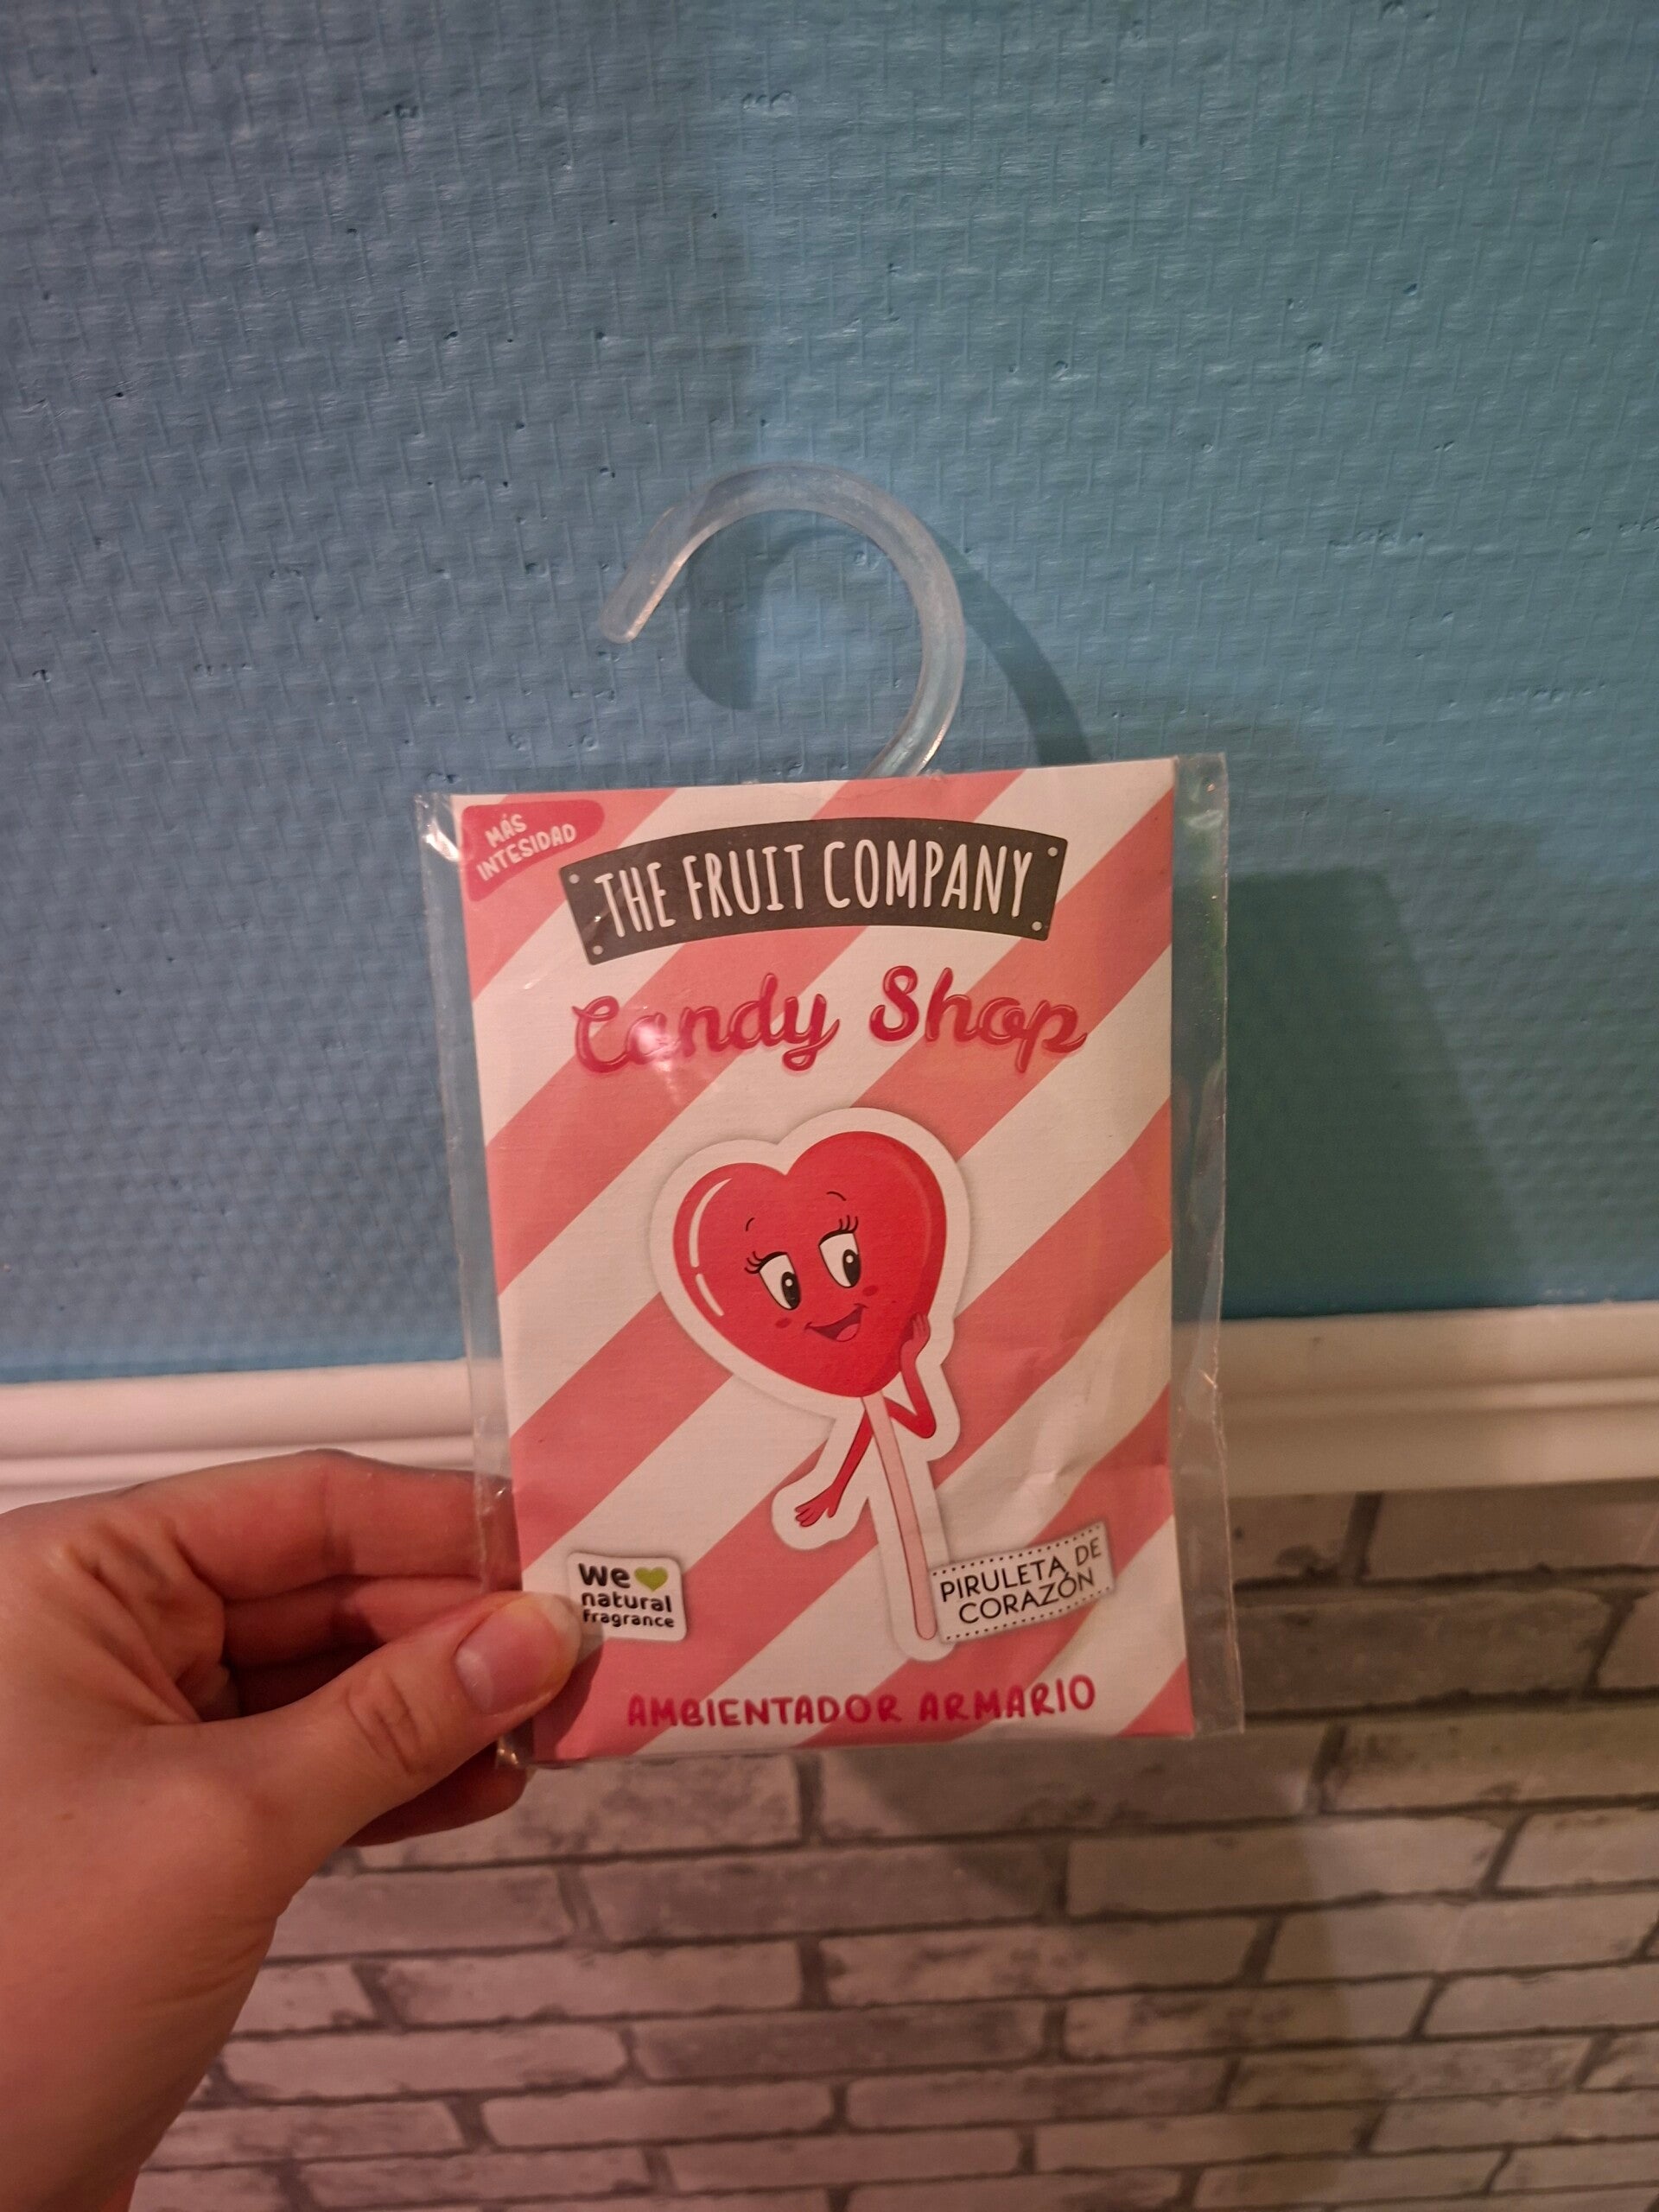 MÁS
INTESIDAD
THE FRUIT COMPANY
Candy Shop
We
natural
fragrance
PIRULETA DE
CORAZÓN
AMBIENTADOR ARMARIO